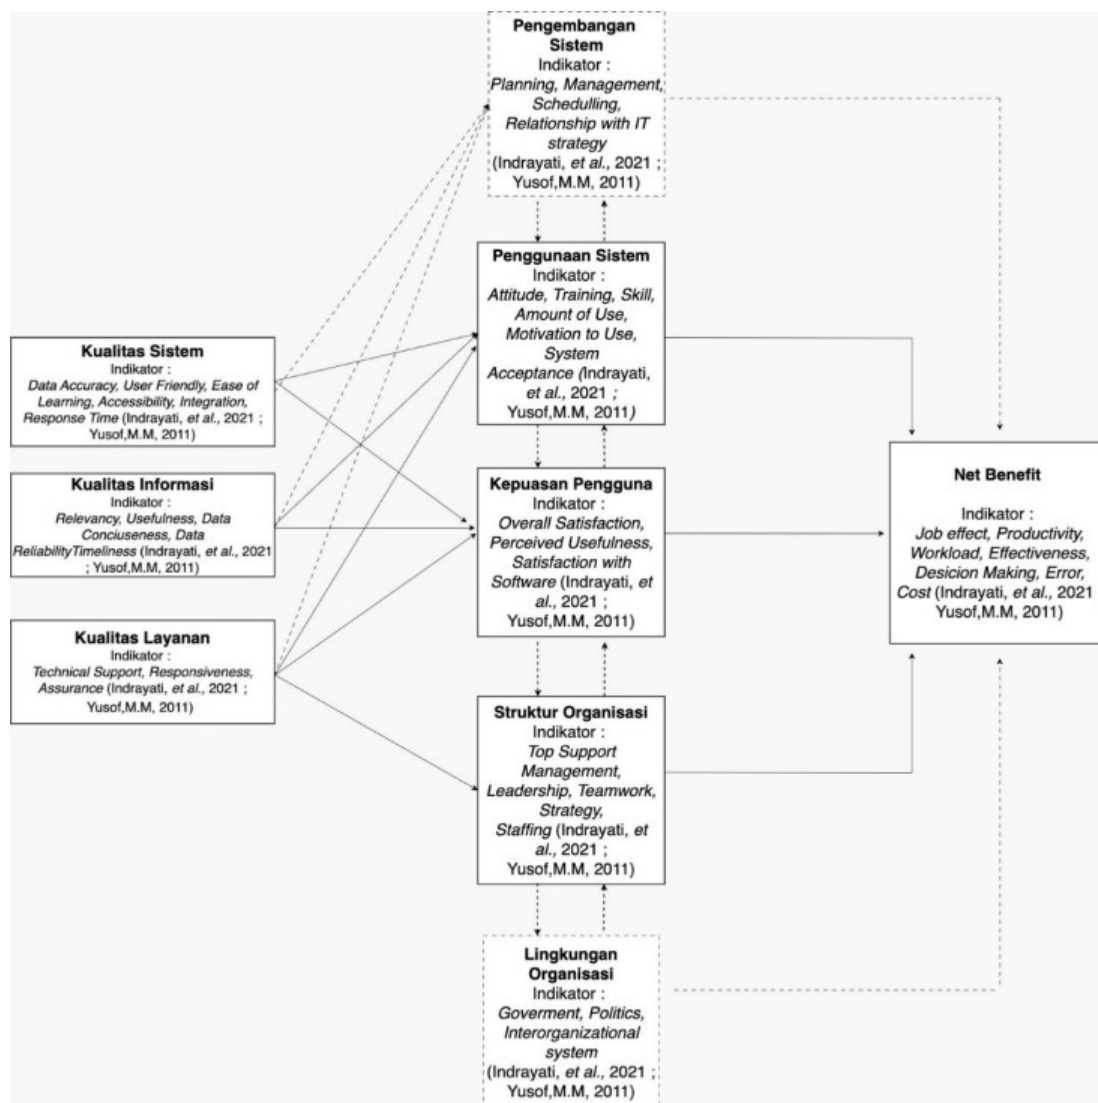 Pengembangan
Sistem
Indikator :
Planning, Management,
Schedulling,
Relationship with IT
strategy
(Indrayati, et al., 2021 ;
Yusof,M.M, 2011)
Penggunaan Sistem
Indikator :
Attitude, Training, Skill,
Amount of Use,
Motivation to Use,
System
Acceptance (Indrayati,
et al., 2021 ;
Yusof,M.M, 2011)
Kualitas Sistem
Indikator :
Data Accuracy, User Friendly, Ease of
Learning, Accessibility, Integration,
Response Time (Indrayati, et al., 2021 ;
Yusof,M.M, 2011)
Kualitas Informasi
Indikator :
Relevancy, Usefulness, Data
Conciuseness, Data
ReliabilityTimeliness (Indrayati, et al., 2021
; Yusof,M.M, 2011)
Kepuasan Pengguna
Indikator :
Overall Satisfaction,
Perceived Usefulness,
Satisfaction with
Software (Indrayati, et
al., 2021 ;
Yusof,M.M, 2011)
Net Benefit
Indikator :
Job effect, Productivity,
Workload, Effectiveness,
Desicion Making, Error,
Cost (Indrayati, et al., 2021
Yusof,M.M, 2011)
Kualitas Layanan
Indikator :
Technical Support, Responsiveness,
Assurance (Indrayati, et al., 2021 ;
Yusof,M.M, 2011)
Struktur Organisasi
Indikator :
Top Support
Management,
Leadership, Teamwork,
Strategy,
Staffing (Indrayati, et
al., 2021 ;
Yusof,M.M, 2011)
Lingkungan
Organisasi
Indikator :
Goverment, Politics,
Interorganizational
system
(Indrayati, et al., 2021 ;
Yusof,M.M, 2011)